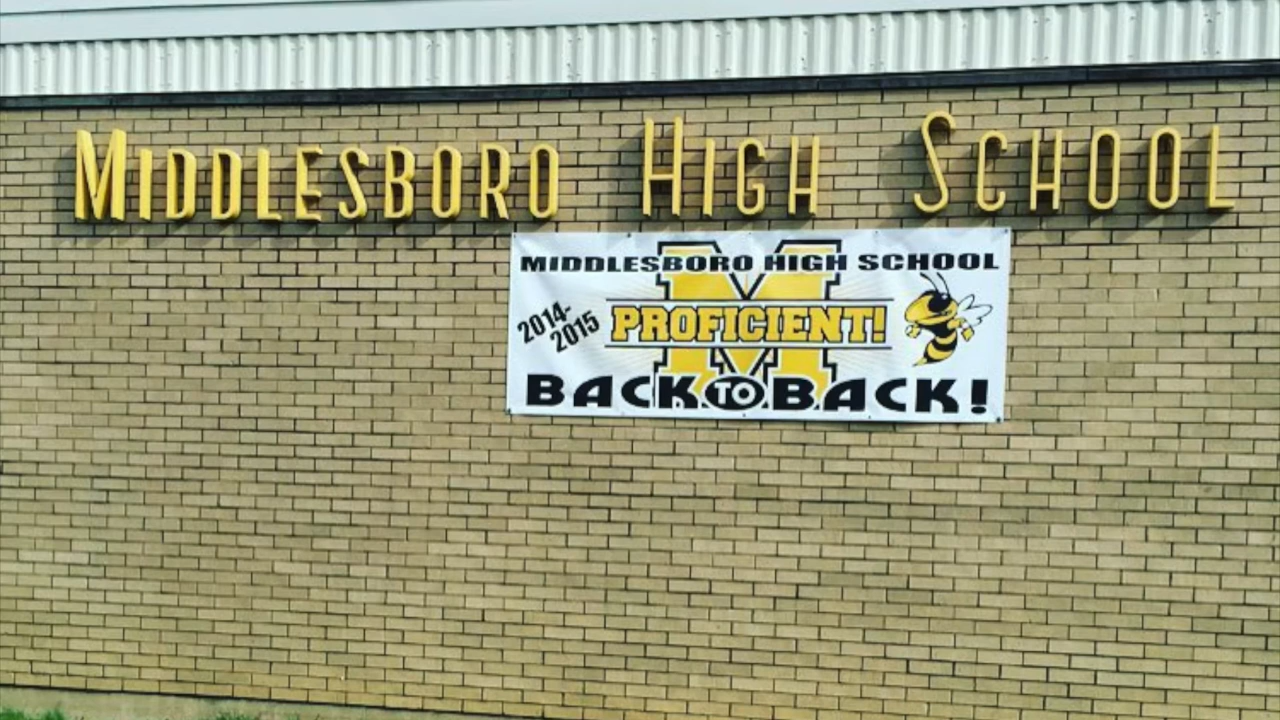 MIDDLESBORO HIGH SCHOOL
MIDDLESBORO HIGH SCHOOL
M
2014-
2015
PROFICIENT!
BACK TO BACK!